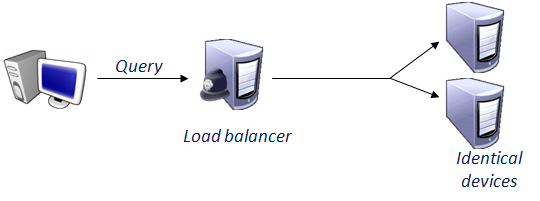 Query
Load balancer
Identical
devices